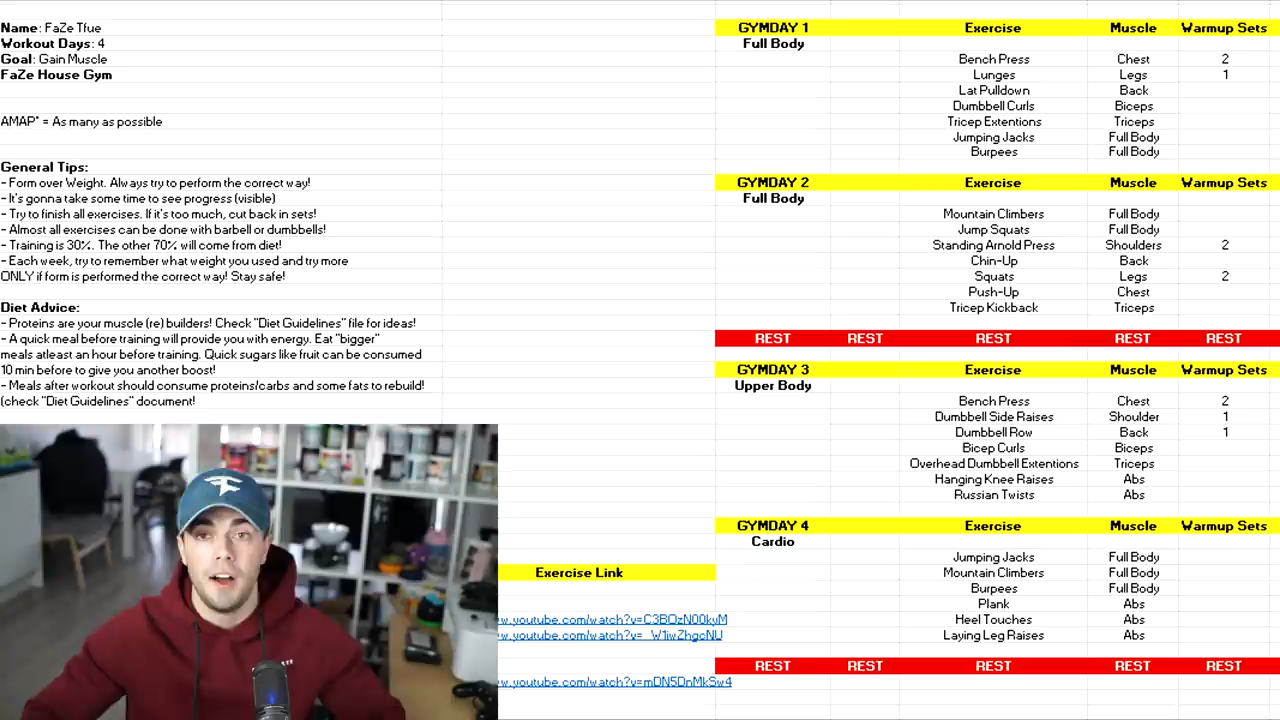 Name: FaZe Tfue
Workout Days: 4
Goal: Gain Muscle
FaZe House Gym
AMAP* = As many as possible
General Tips:
- Form over Weight. Always try to perform the correct way!
- It's gonna take some time to see progress (visible)
- Try to finish all exercises. If it's too much, cut back in sets!
- Almost all exercises can be done with barbell or dumbbells!
- Training is 30%. The other 70% will come from diet!
- Each week, try to remember what weight you used and try more
ONLY if form is performed the correct way! Stay safe!
Diet Advice:
- Proteins are your muscle (re) builders! Check "Diet Guidelines" file for ideas!
- A quick meal before training will provide you with energy. Eat "bigger"
meals atleast an hour before training. Quick sugars like fruit can be consumed
10 min before to give you another boost!
- Meals after workout should consume proteins/carbs and some fats to rebuild!
(check "Diet Guidelines" document!
Exercise Link
w.youtube.com/watch?v=C3BQzN00kyM
w.youtube.com/watch?v=_W1iwZhgcNU
w.youtube.com/watch?v=mDN5DnMkSw4
GYMDAY 1 Exercise Muscle Warmup Sets
Full Body
Bench Press Chest 2
Lunges Legs 1
Lat Pulldown Back
Dumbbell Curls Biceps
Tricep Extentions Triceps
Jumping Jacks Full Body
Burpees Full Body
GYMDAY 2 Exercise Muscle Warmup Sets
Full Body
Mountain Climbers Full Body
Jump Squats Full Body
Standing Arnold Press Shoulders 2
Chin-Up Back
Squats Legs 2
Push-Up Chest
Tricep Kickback Triceps
REST REST REST REST REST
GYMDAY 3 Exercise Muscle Warmup Sets
Upper Body
Bench Press Chest 2
Dumbbell Side Raises Shoulder 1
Dumbbell Row Back 1
Bicep Curls Biceps
Overhead Dumbbell Extentions Triceps
Hanging Knee Raises Abs
Russian Twists Abs
GYMDAY 4 Exercise Muscle Warmup Sets
Cardio
Jumping Jacks Full Body
Mountain Climbers Full Body
Burpees Full Body
Plank Abs
Heel Touches Abs
Laying Leg Raises Abs
REST REST REST REST REST